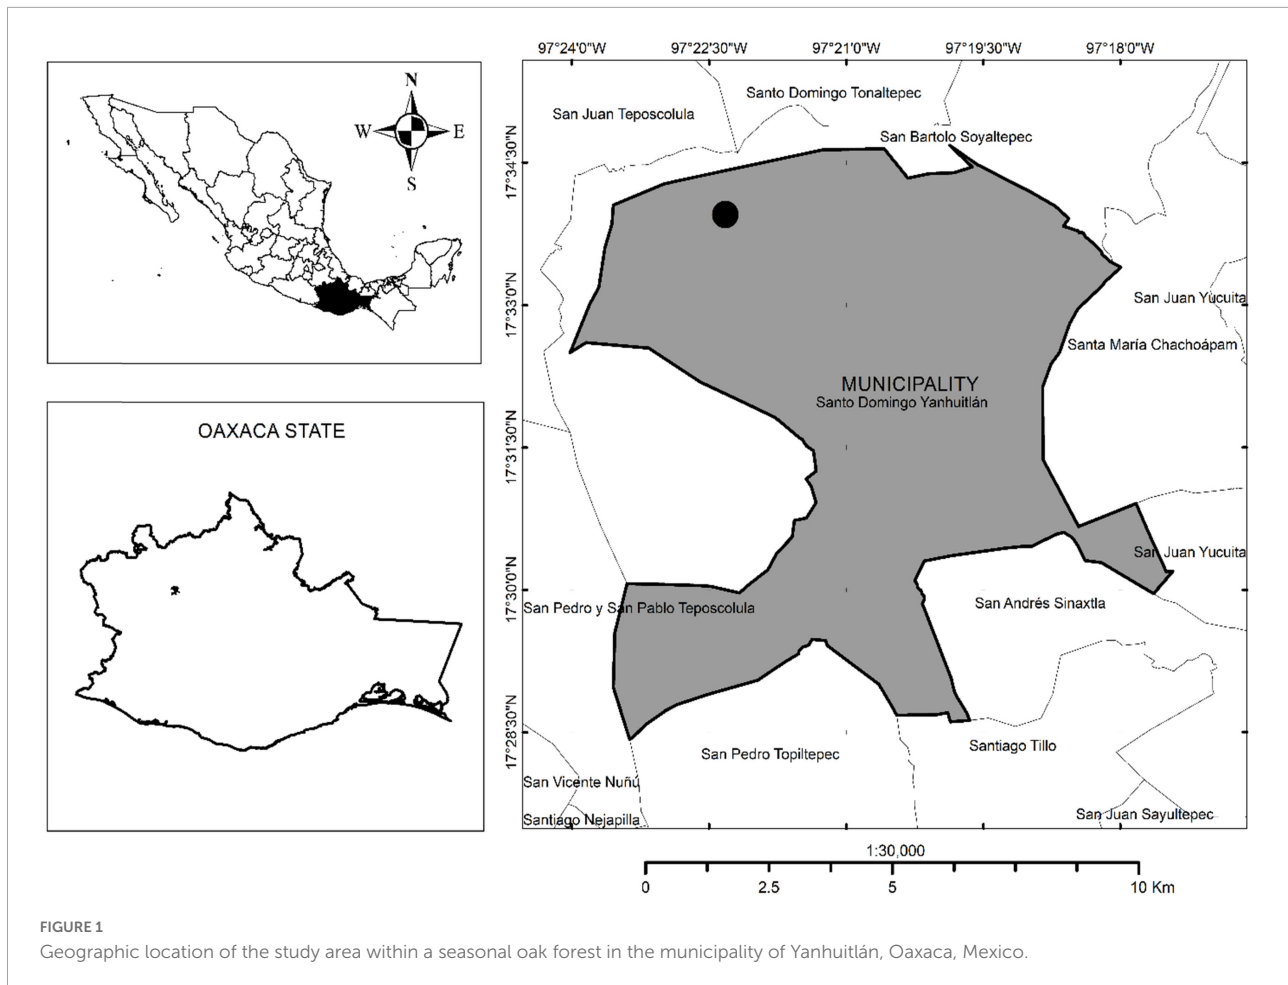 N
W
E
S
OAXACA STATE
97°24'0"W
97°22'30"W
97°21'0"W
97°19'30"W
97°18'0"W
17°34'30"N
17°33'0"N
17°31'30"N
17°30'0"N
17°28'30"N
Santo Domingo Tonaltepec
San Juan Teposcolula
San Bartolo Soyaltepec
San Juan Yucuita
Santa María Chachoápam
MUNICIPALITY
Santo Domingo Yanhuitlán
San Juan Yucuita
San Andrés Sinaxtla
San Pedro y San Pablo Teposcolula
Santiago Tillo
San Pedro Topiltepec
San Vicente Nuñú
San Juan Sayultepec
Santiago Nejapilla
1:30,000
0
2.5
5
10 Km
FIGURE 1
Geographic location of the study area within a seasonal oak forest in the municipality of Yanhuitlán, Oaxaca, Mexico.